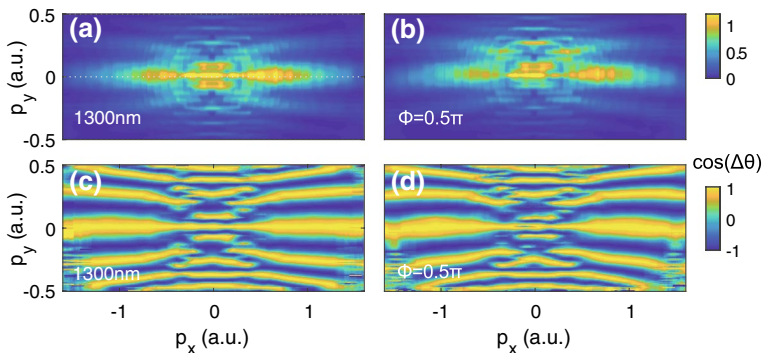 (a) (b)
0.5
p_y (a.u.)
0
-0.5
1300nm
Φ=0.5π
1
0.5
0
(c) (d)
cos(Δθ)
0.5
p_y (a.u.)
0
-0.5
1300nm
Φ=0.5π
1
0
-1
-1 0 1 -1 0 1
p_x (a.u.) p_x (a.u.)